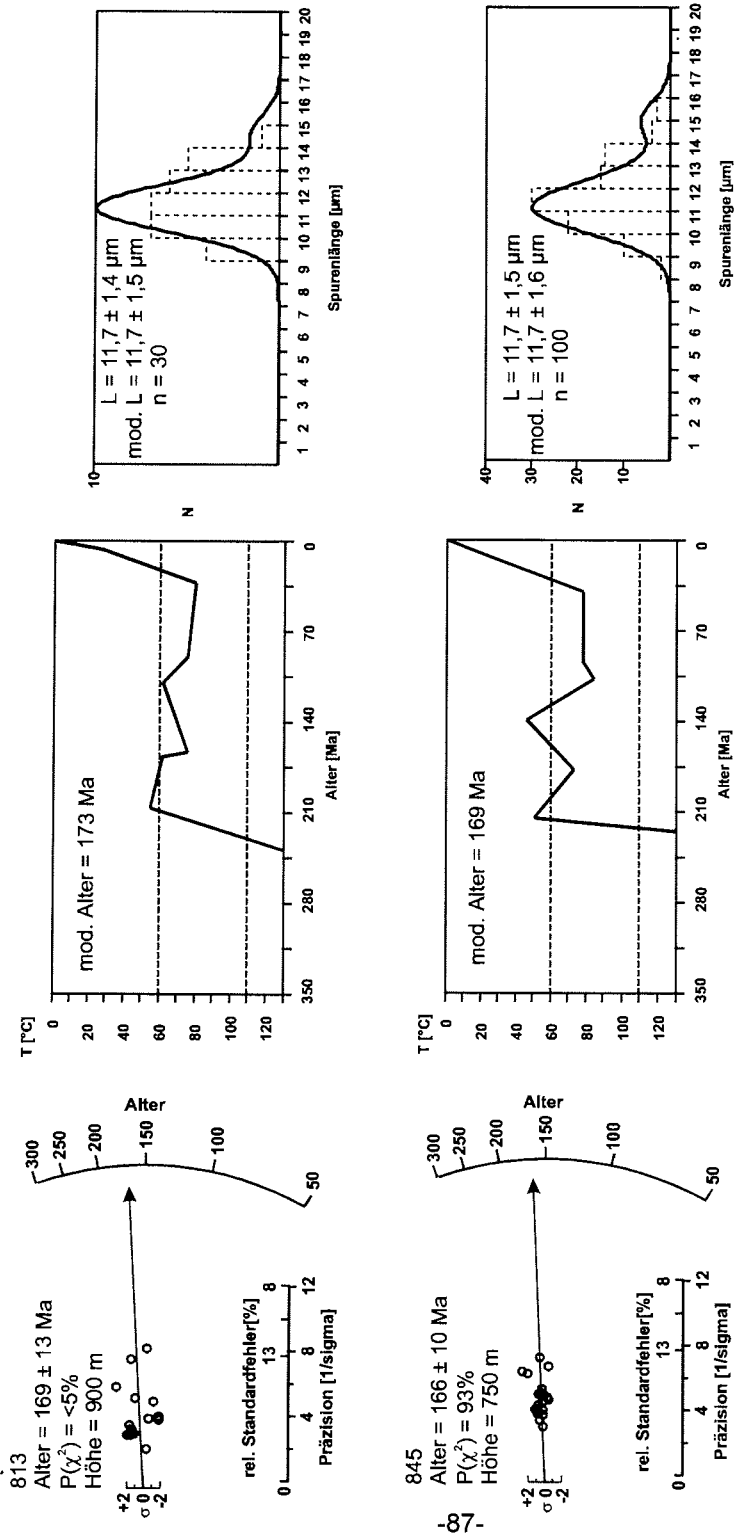 813
Alter = 169 ± 13 Ma
P(χ²) = <5%
Höhe = 900 m
+2
σ 0
-2
300
250
200
150
100
50
Alter
rel. Standardfehler[%]
13 8
0 4 8 12
Präzision [1/sigma]
T [°C]
0
20
40
60
80
100
120
mod. Alter = 173 Ma
350 280 210 140 70 0
Alter [Ma]
10
N
L = 11,7 ± 1,4 µm
mod. L = 11,7 ± 1,5 µm
n = 30
1 2 3 4 5 6 7 8 9 10 11 12 13 14 15 16 17 18 19 20
Spurenlänge [µm]
845
Alter = 166 ± 10 Ma
P(χ²) = 93%
Höhe = 750 m
+2
σ 0
-2
300
250
200
150
100
50
Alter
rel. Standardfehler[%]
13 8
0 4 8 12
Präzision [1/sigma]
T [°C]
0
20
40
60
80
100
120
mod. Alter = 169 Ma
350 280 210 140 70 0
Alter [Ma]
40
30
20
10
N
L = 11,7 ± 1,5 µm
mod. L = 11,7 ± 1,6 µm
n = 100
1 2 3 4 5 6 7 8 9 10 11 12 13 14 15 16 17 18 19 20
Spurenlänge [µm]
-87-